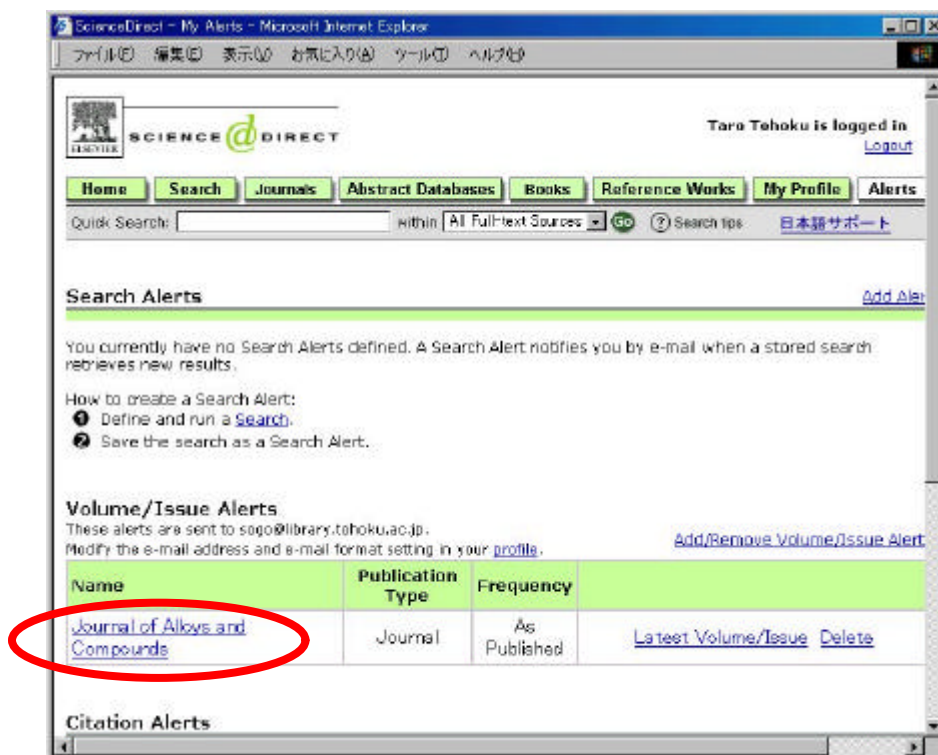 ScienceDirect - My Alerts - Microsoft Internet Explorer
ファイル(F) 編集(E) 表示(V) お気に入り(A) ツール(T) ヘルプ(H)
ELSEVIER
SCIENCE @ DIRECT
Taro Tohoku is logged in
Logout
Home Search Journals Abstract Databases Books Reference Works My Profile Alerts
Quick Search: within All Full-text Sources Go ? Search tips 日本語サポート
Search Alerts Add Aler
You currently have no Search Alerts defined. A Search Alert notifies you by e-mail when a stored search
retrieves new results.
How to create a Search Alert:
1 Define and run a Search.
2 Save the search as a Search Alert.
Volume/Issue Alerts
These alerts are sent to sogo@library.tohoku.ac.jp.
Modify the e-mail address and e-mail format setting in your profile. Add/Remove Volume/Issue Alert
Name Publication Type Frequency
Journal of Alloys and
Compounds
Journal
As
Published
Latest Volume/Issue Delete
Citation Alerts